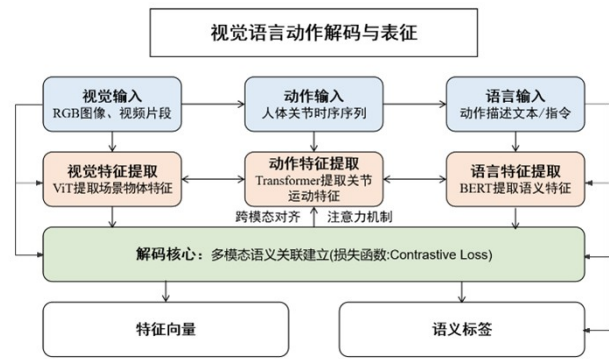 视觉语言动作解码与表征
视觉输入
RGB图像、视频片段
动作输入
人体关节时序序列
语言输入
动作描述文本/指令
视觉特征提取
ViT提取场景物体特征
动作特征提取
Transformer提取关节
运动特征
语言特征提取
BERT提取语义特征
跨模态对齐 注意力机制
解码核心：多模态语义关联建立(损失函数:Contrastive Loss)
特征向量
语义标签